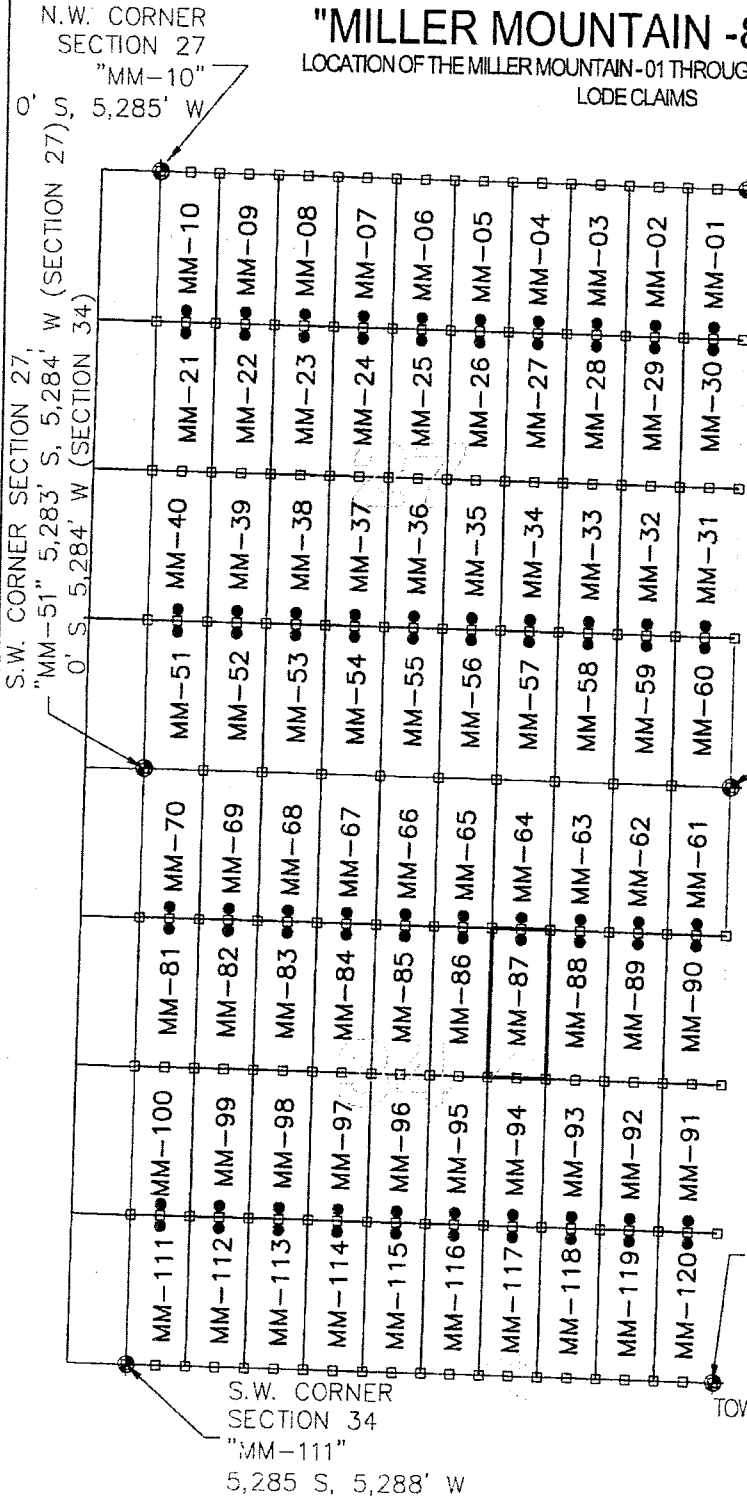 N.W. CORNER
SECTION 27
"MM-10"
0' S, 5,285' W
"MILLER MOUNTAIN -8
LOCATION OF THE MILLER MOUNTAIN-01 THROUG
LODE CLAIMS
S.W. CORNER SECTION 27,
"MM-51" 5,283' S, 5,284' W (SECTION 27)
0' S, 5,284' W (SECTION 34)
MM-10 MM-09 MM-08 MM-07 MM-06 MM-05 MM-04 MM-03 MM-02 MM-01
MM-21 MM-22 MM-23 MM-24 MM-25 MM-26 MM-27 MM-28 MM-29 MM-30
MM-40 MM-39 MM-38 MM-37 MM-36 MM-35 MM-34 MM-33 MM-32 MM-31
MM-51 MM-52 MM-53 MM-54 MM-55 MM-56 MM-57 MM-58 MM-59 MM-60
MM-70 MM-69 MM-68 MM-67 MM-66 MM-65 MM-64 MM-63 MM-62 MM-61
MM-81 MM-82 MM-83 MM-84 MM-85 MM-86 MM-87 MM-88 MM-89 MM-90
MM-100 MM-99 MM-98 MM-97 MM-96 MM-95 MM-94 MM-93 MM-92 MM-91
MM-111 MM-112 MM-113 MM-114 MM-115 MM-116 MM-117 MM-118 MM-119 MM-120
S.W. CORNER
SECTION 34
"MM-111"
5,285 S, 5,288' W
TOW